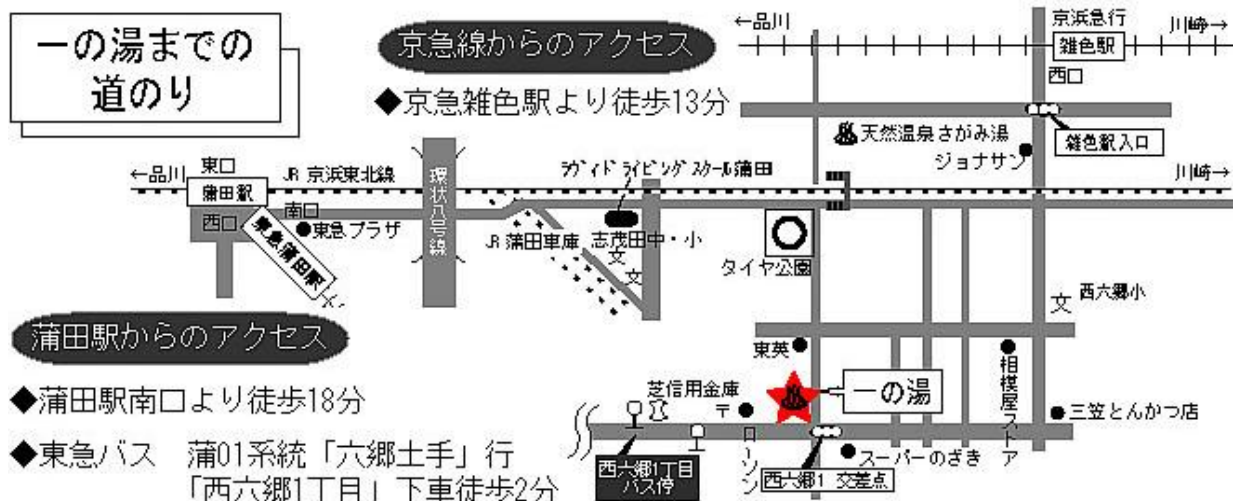 一の湯までの
道のり
京急線からのアクセス
◆京急雑色駅より徒歩13分
←品川
京浜急行
川崎→
雑色駅
西口
雑色駅入口
天然温泉さがみ湯
ジョナサン
←品川
東口
蒲田駅
JR 京浜東北線
環状八号線
ラヴィドライビングスクール蒲田
川崎→
西口
南口
東急プラザ
東急蒲田駅
JR 蒲田車庫
志茂田中・小
文
文
タイヤ公園
文
西六郷小
蒲田駅からのアクセス
◆蒲田駅南口より徒歩18分
◆東急バス 蒲01系統「六郷土手」行
「西六郷1丁目」下車徒歩2分
東英
一の湯
芝信用金庫
〒
ローソン
相模屋ストア
三笠とんかつ店
スーパーのざき
西六郷1丁目
バス停
西六郷1 交差点